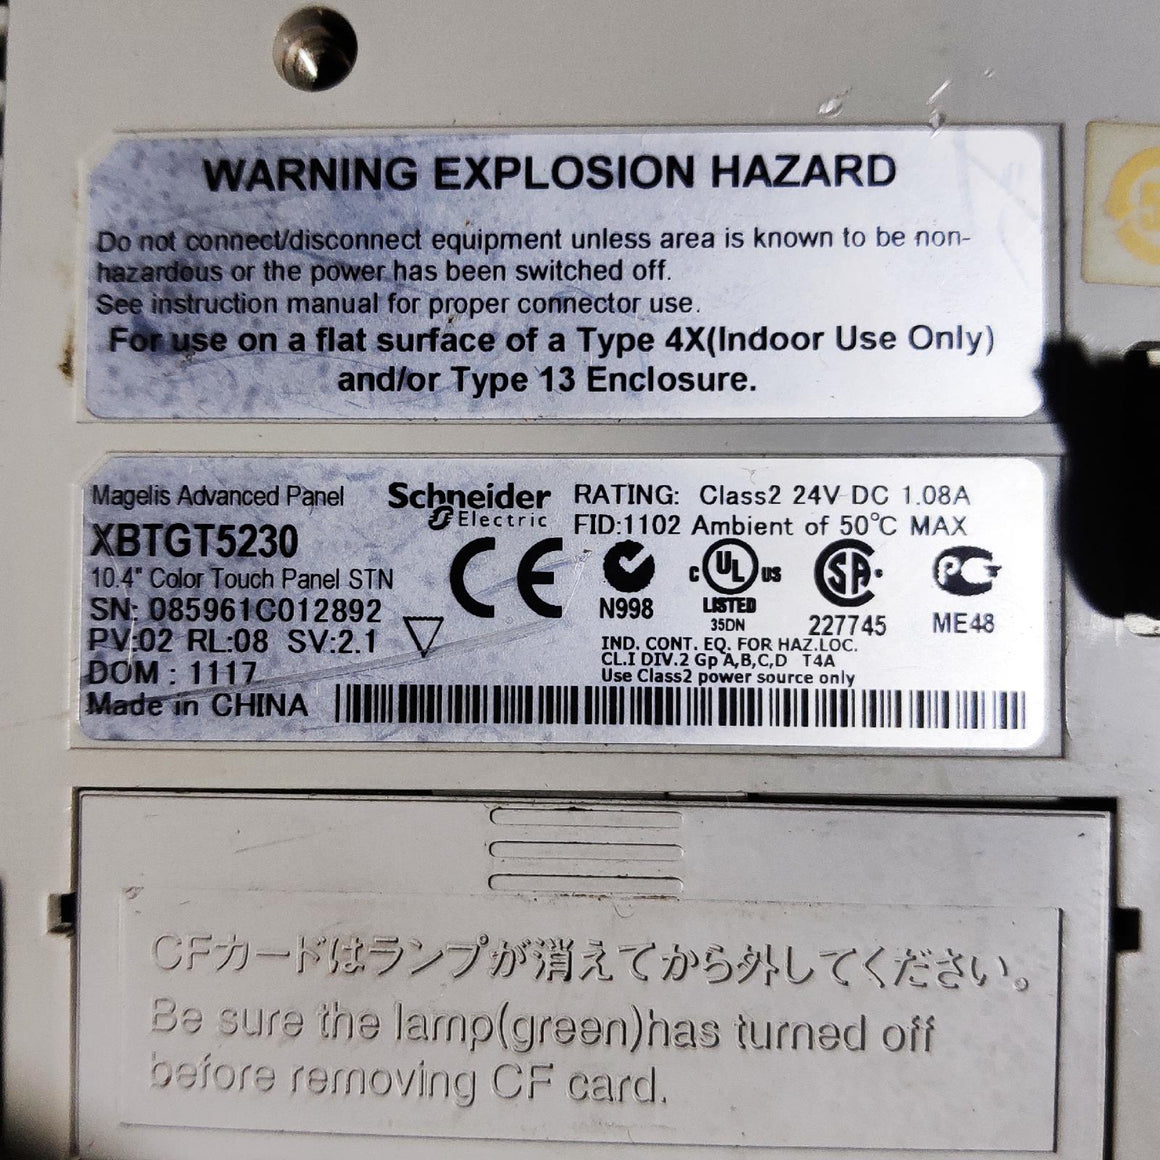 WARNING EXPLOSION HAZARD
Do not connect/disconnect equipment unless area is known to be non-
hazardous or the power has been switched off.
See instruction manual for proper connector use.
For use on a flat surface of a Type 4X(Indoor Use Only)
and/or Type 13 Enclosure.
Magelis Advanced Panel
XBTGT5230
10.4" Color Touch Panel STN
SN: 085961C012892
PV:02 RL:08 SV:2.1
DOM : 1117
Made in CHINA
Schneider
Electric
RATING: Class2 24V DC 1.08A
FID:1102 Ambient of 50℃ MAX
CE
N998
c UL US
LISTED
35DN
SA
227745
PC
ME48
IND. CONT. EQ. FOR HAZ.LOC.
CL.I DIV.2 Gp A,B,C,D T4A
Use Class2 power source only
CFカードはランプが消えてから外してください。
Be sure the lamp(green)has turned off
before removing CF card.